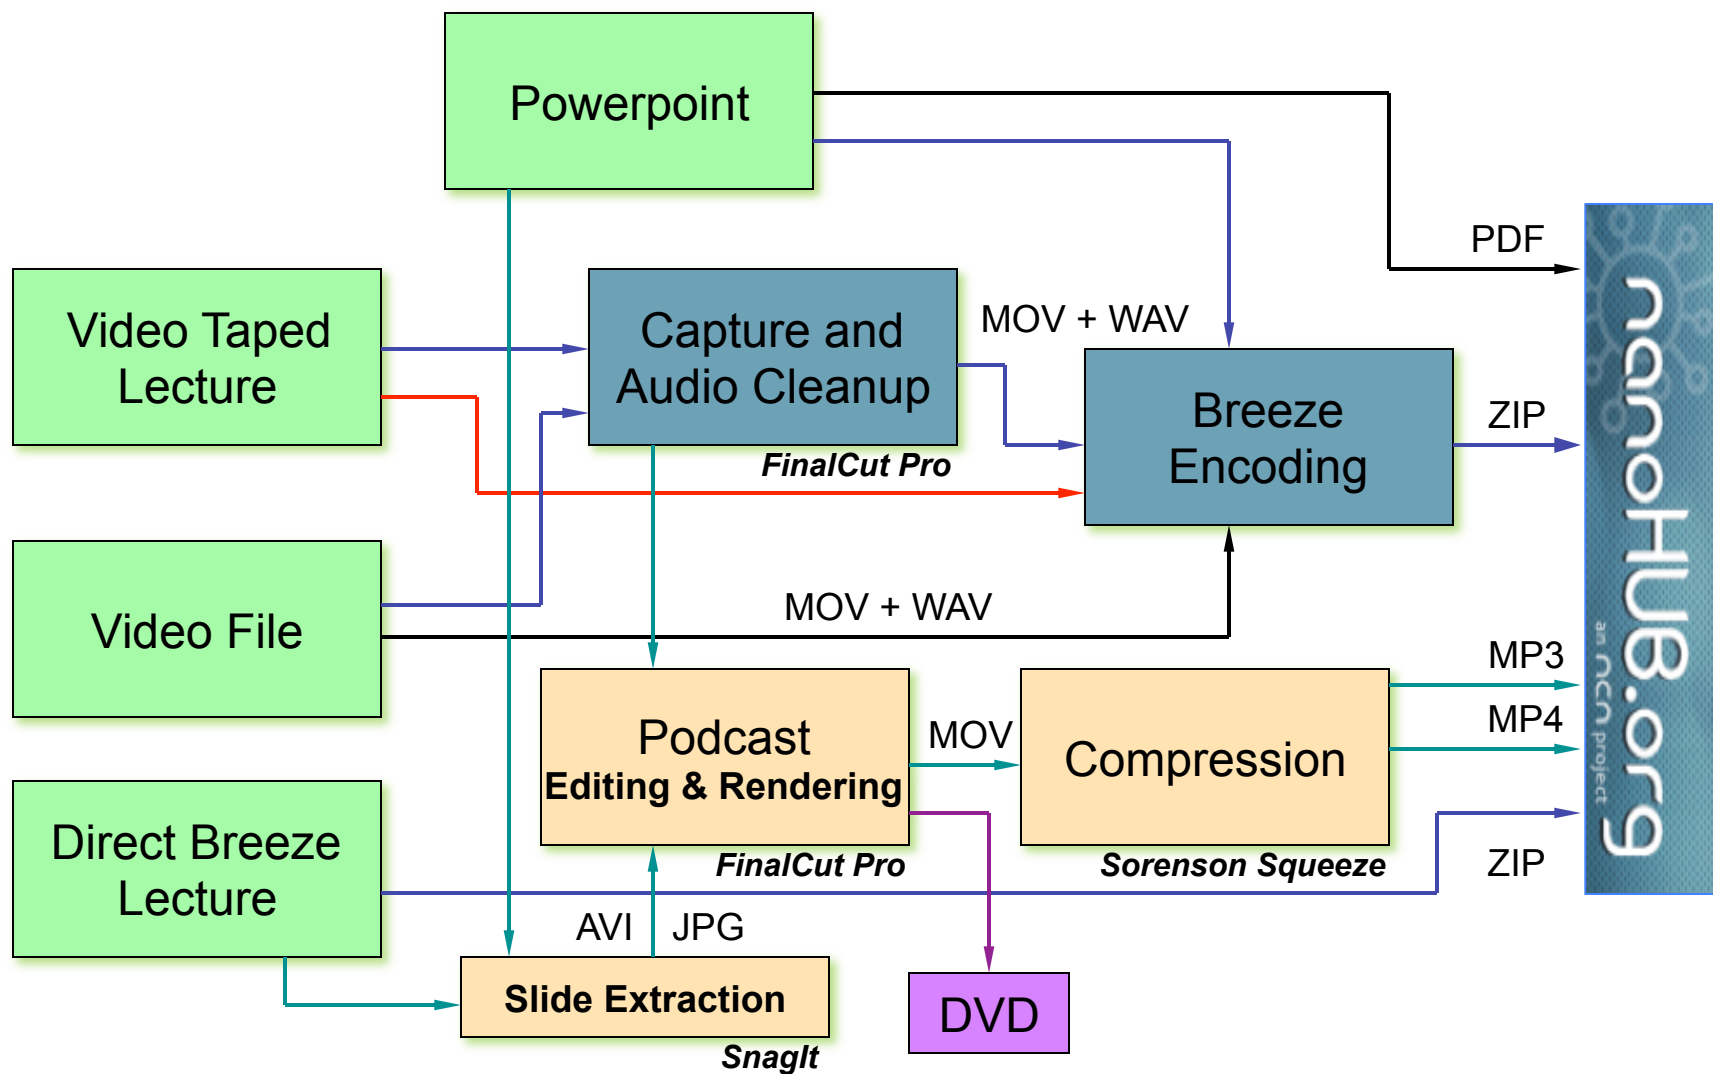 Powerpoint
PDF
Video Taped
Lecture
Capture and
Audio Cleanup
FinalCut Pro
MOV + WAV
Breeze
Encoding
ZIP
Video File
MOV + WAV
Podcast
Editing & Rendering
FinalCut Pro
MOV
Compression
Sorenson Squeeze
MP3
MP4
ZIP
Direct Breeze
Lecture
AVI
JPG
Slide Extraction
SnagIt
DVD
nanoHUB.org
an NCN project